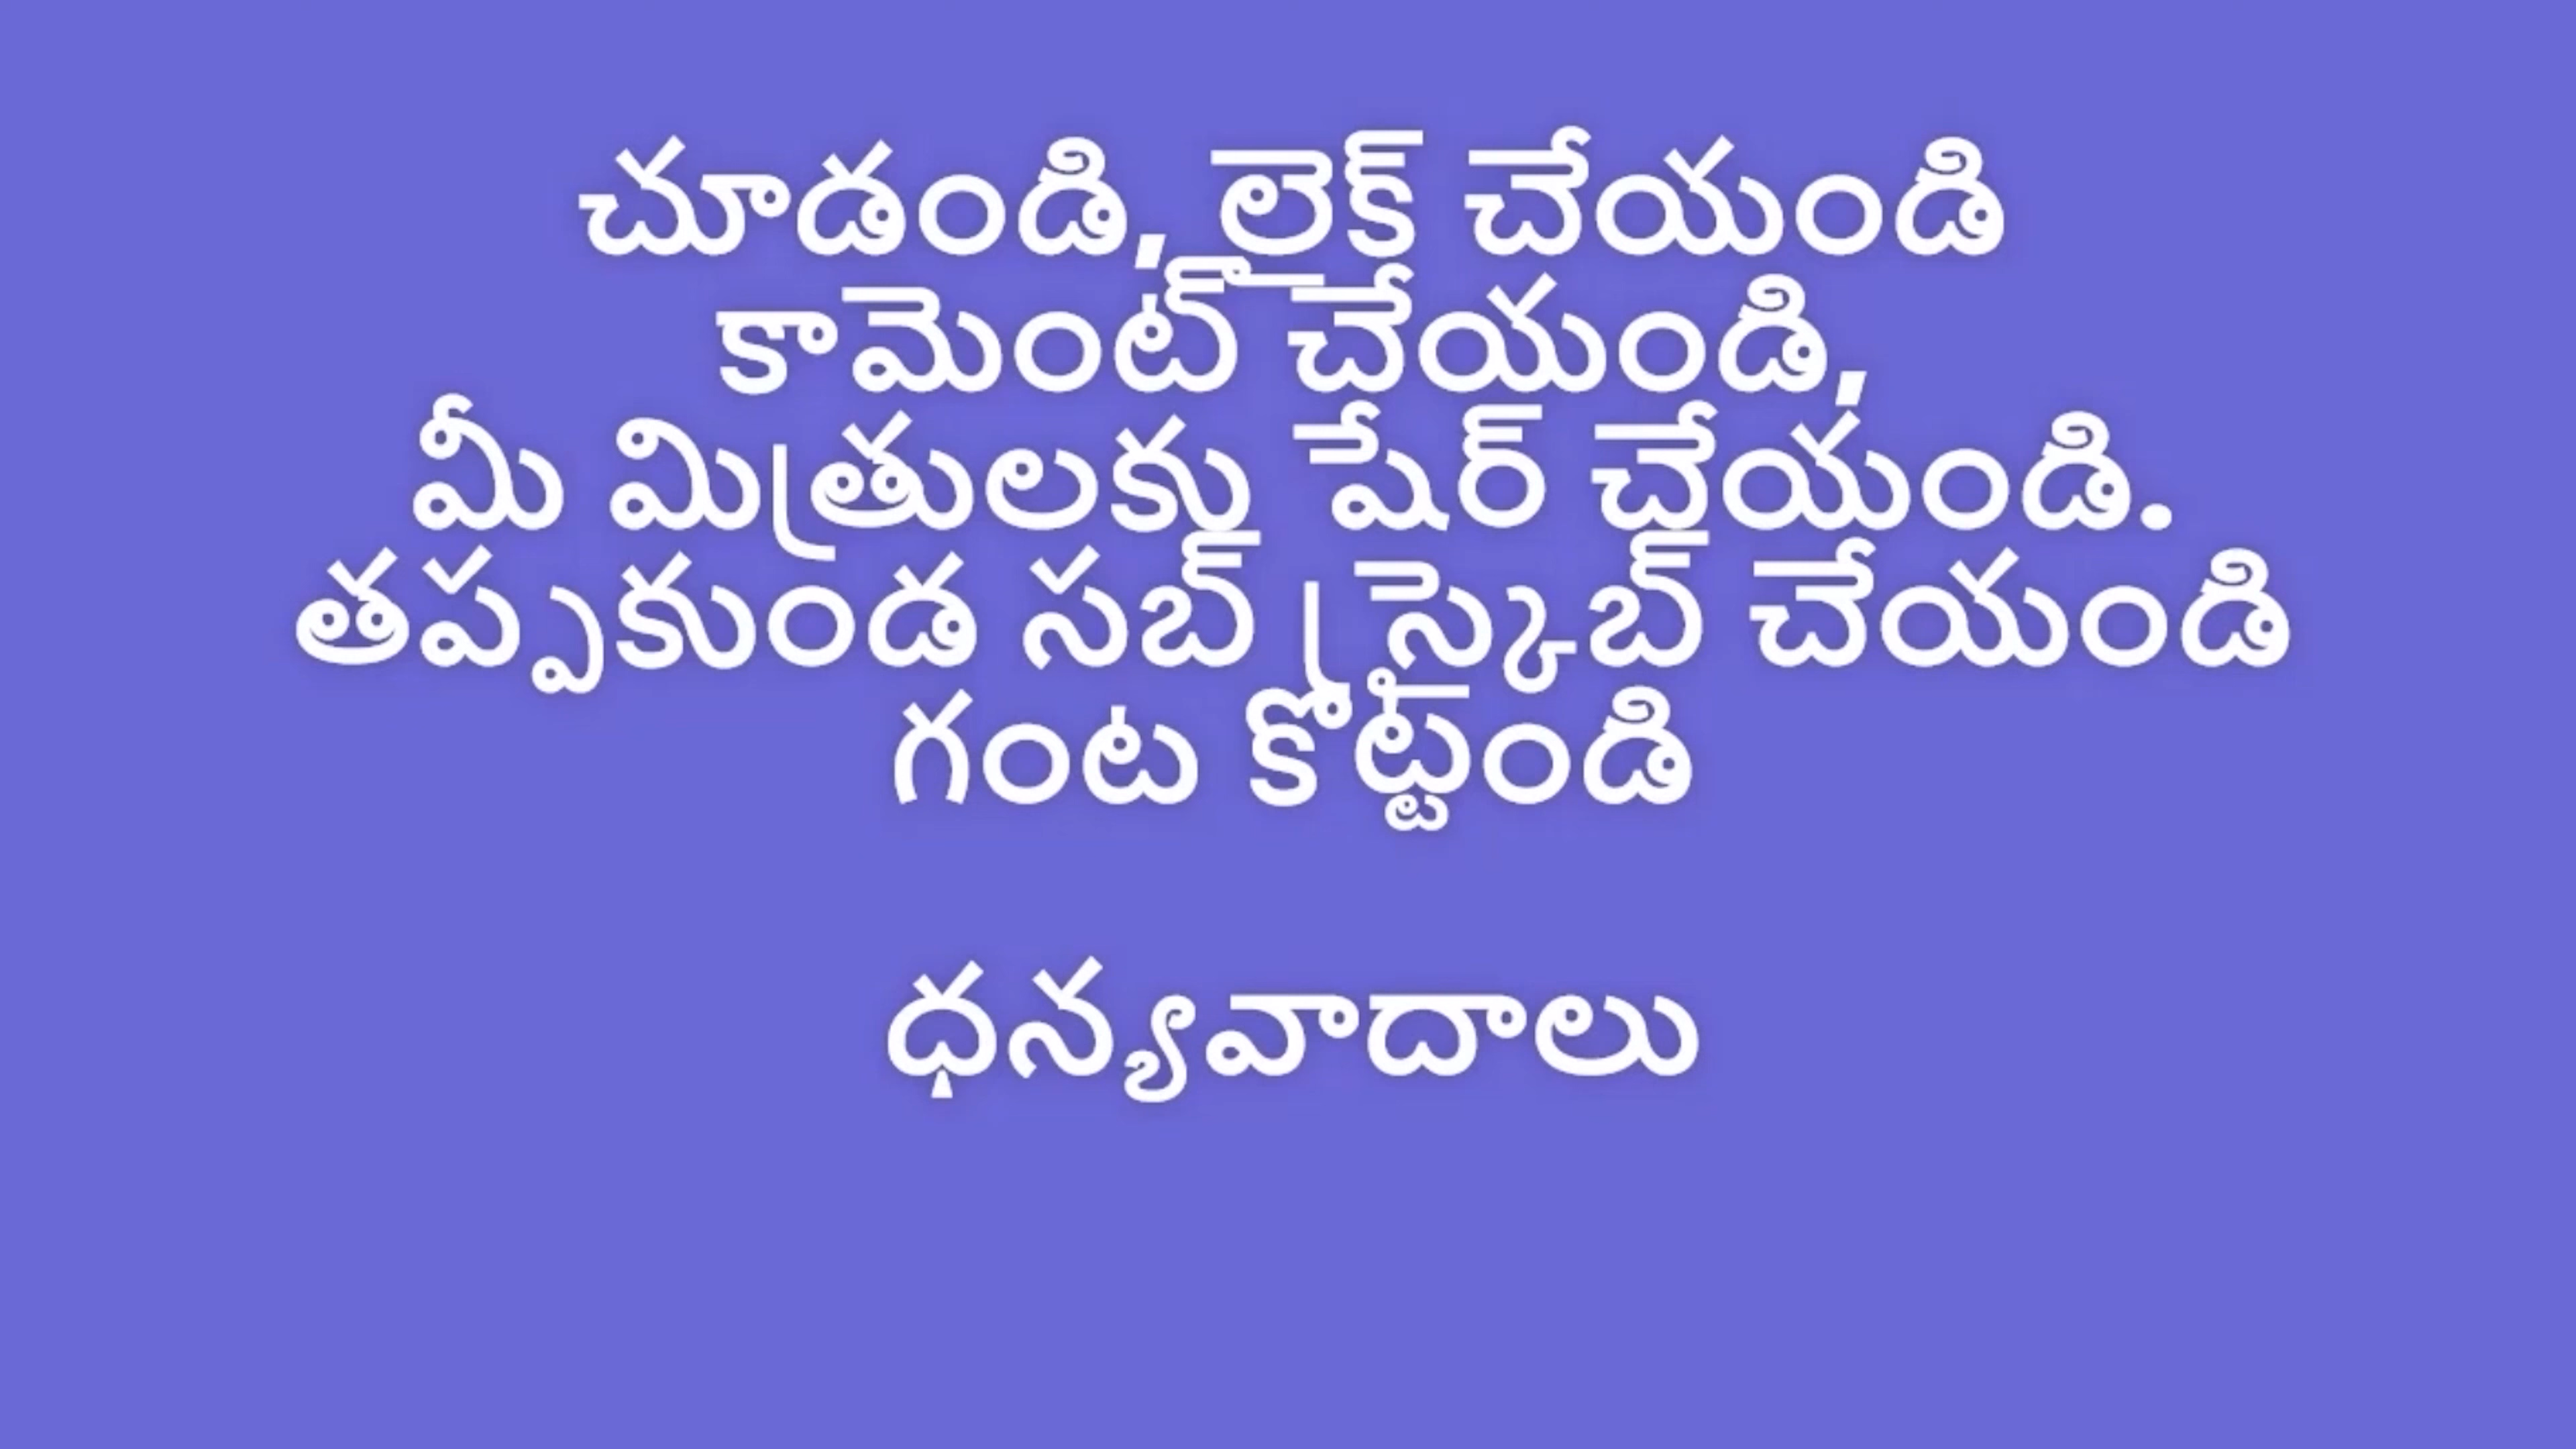 చూడండి, లైక్ చేయండి
కామెంట్ చేయండి,
మీ మిత్రులకు షేర్ చేయండి.
తప్పకుండ సబ్ స్క్రైబ్ చేయండి
గంట కొట్టండి
ధన్యవాదాలు